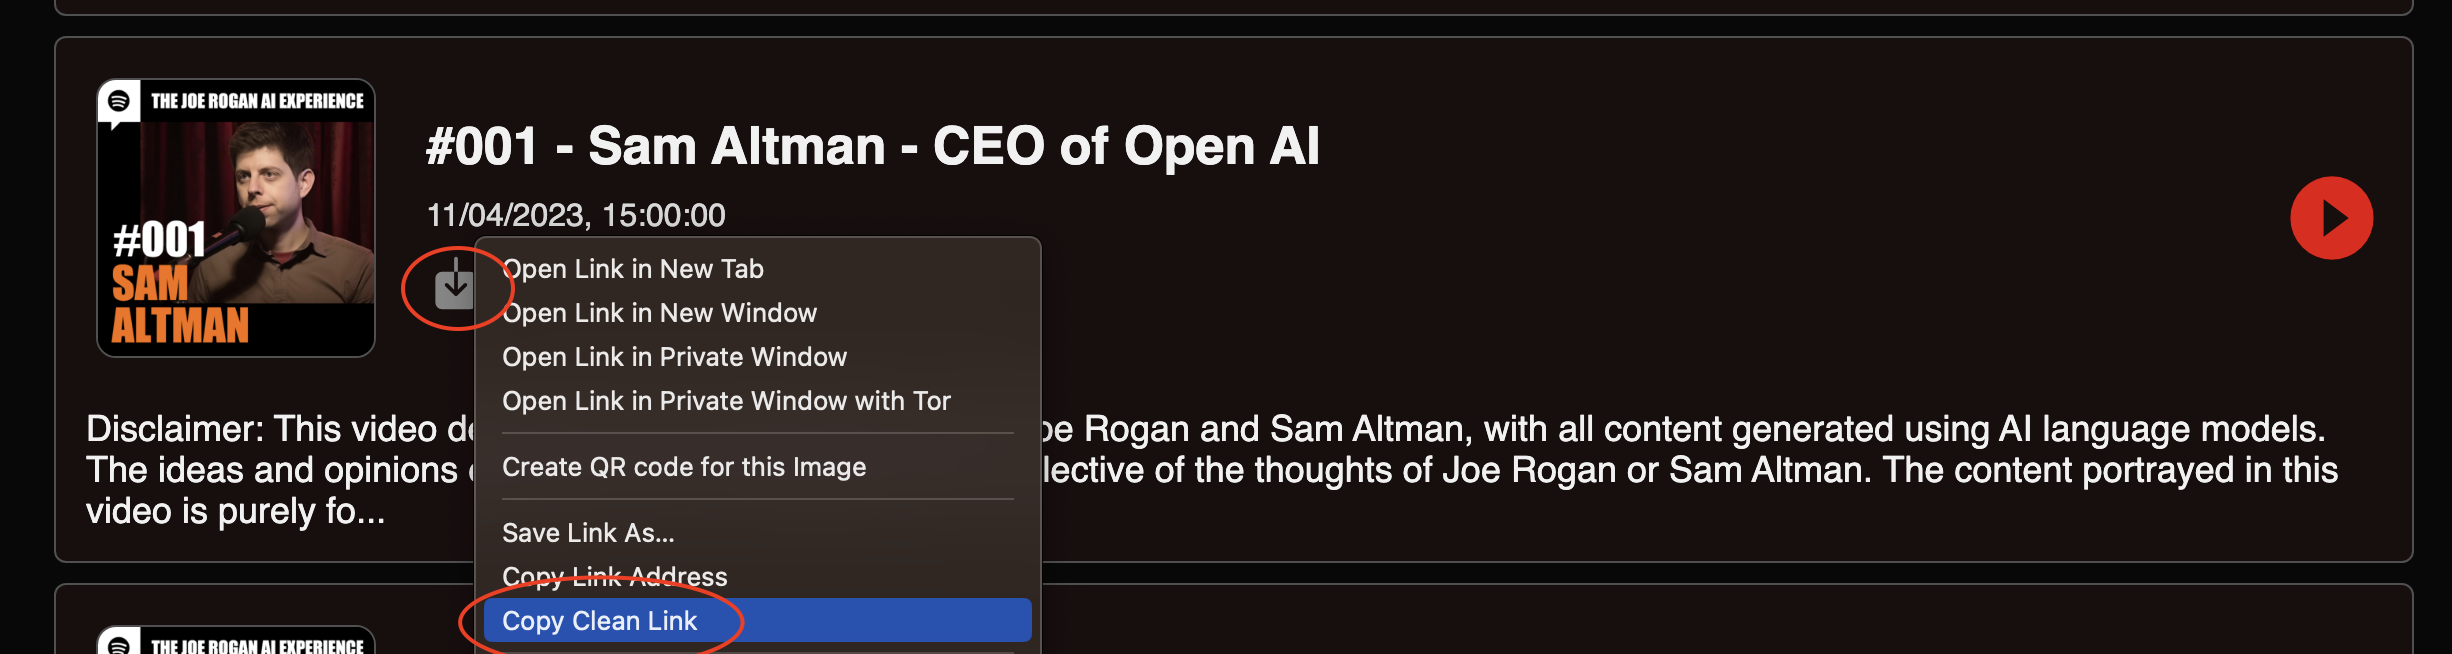 THE JOE ROGAN AI EXPERIENCE
#001
SAM
ALTMAN
#001 - Sam Altman - CEO of Open AI
11/04/2023, 15:00:00
Open Link in New Tab
Open Link in New Window
Open Link in Private Window
Open Link in Private Window with Tor
Create QR code for this Image
Save Link As...
Copy Link Address
Copy Clean Link
Disclaimer: This video Rogan and Sam Altman, with all content generated using AI language models.
The ideas and opinions of the thoughts of Joe Rogan or Sam Altman. The content portrayed in this
video is purely fo...
THE JOE ROGAN AI EXPERIENCE